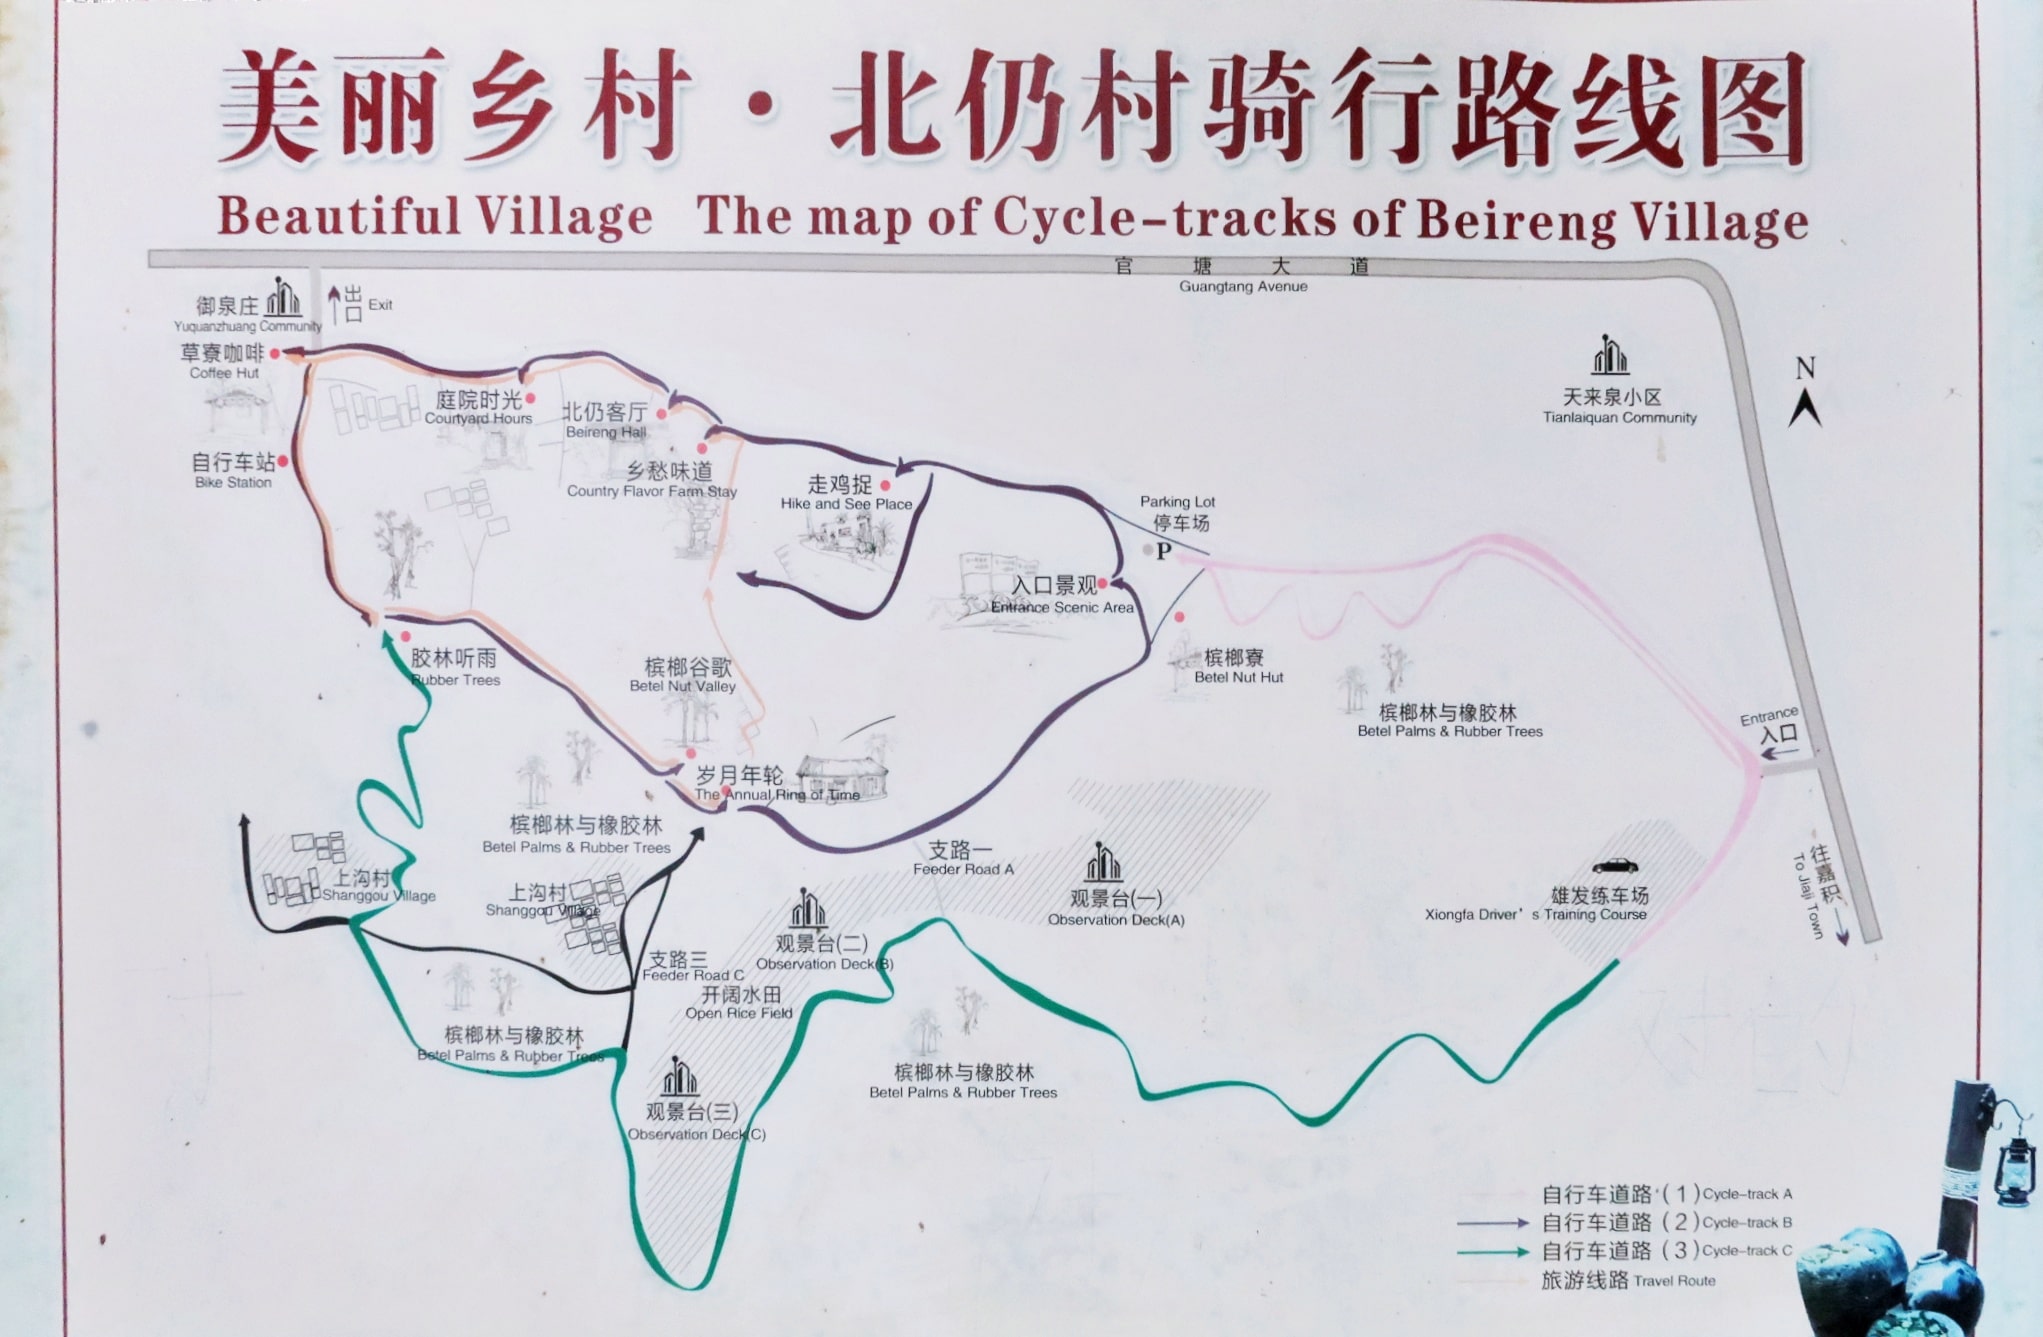 美丽乡村·北仍村骑行路线图
Beautiful Village The map of Cycle-tracks of Beireng Village
官塘大道
Guangtang Avenue
御泉庄
Yuquanzhuang Community
出口
Exit
草寮咖啡
Coffee Hut
庭院时光
Courtyard Hours
北仍客厅
Beireng Hall
天来泉小区
Tianlaiquan Community
N
自行车站
Bike Station
乡愁味道
Country Flavor Farm Stay
走鸡捉
Hike and See Place
Parking Lot
停车场
P
入口景观
Entrance Scenic Area
胶林听雨
Rubber Trees
槟榔谷歌
Betel Nut Valley
槟榔寮
Betel Nut Hut
槟榔林与橡胶林
Betel Palms & Rubber Trees
Entrance
入口
岁月年轮
The Annual Ring of Time
槟榔林与橡胶林
Betel Palms & Rubber Trees
支路一
Feeder Road A
上沟村
Shanggou Village
上沟村
Shanggou Village
观景台(一)
Observation Deck(A)
雄发练车场
Xiongfa Driver's Training Course
往嘉积
To Jiaji Town
观景台(二)
Observation Deck(B)
支路三
Feeder Road C
开阔水田
Open Rice Field
槟榔林与橡胶林
Betel Palms & Rubber Trees
槟榔林与橡胶林
Betel Palms & Rubber Trees
观景台(三)
Observation Deck(C)
自行车道路(1)Cycle-track A
自行车道路(2)Cycle-track B
自行车道路(3)Cycle-track C
旅游线路 Travel Route